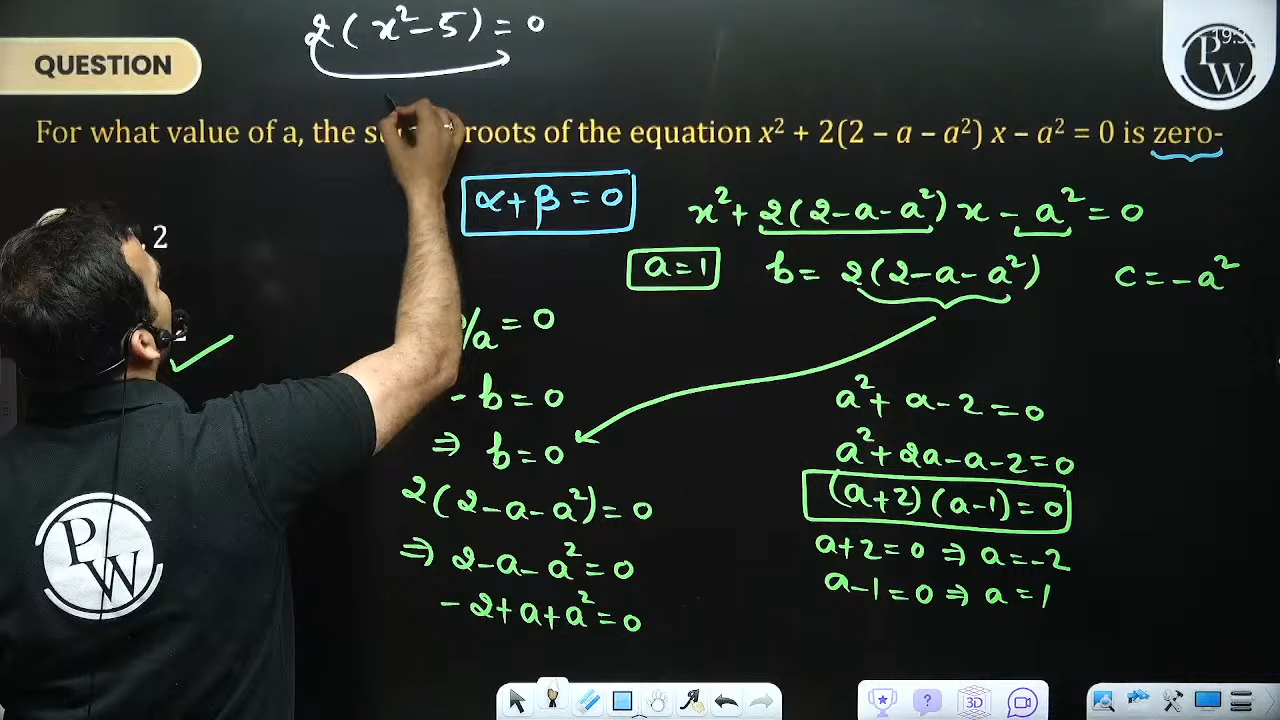 2(x²-5)=0
19.3
PW
QUESTION
For what value of a, the roots of the equation x² + 2(2 – a – a²) x – a² = 0 is zero-
α+β=0
x²+2(2-a-a²)x-a²=0
, 2
a=1
b=2(2-a-a²)
c=-a²
/a=0
-b=0
⇒ b=0
2(2-a-a²)=0
⇒ 2-a-a²=0
-2+a+a²=0
a²+a-2=0
a²+2a-a-2=0
(a+2)(a-1)=0
a+2=0 ⇒ a=-2
a-1=0 ⇒ a=1
PW
?
3D